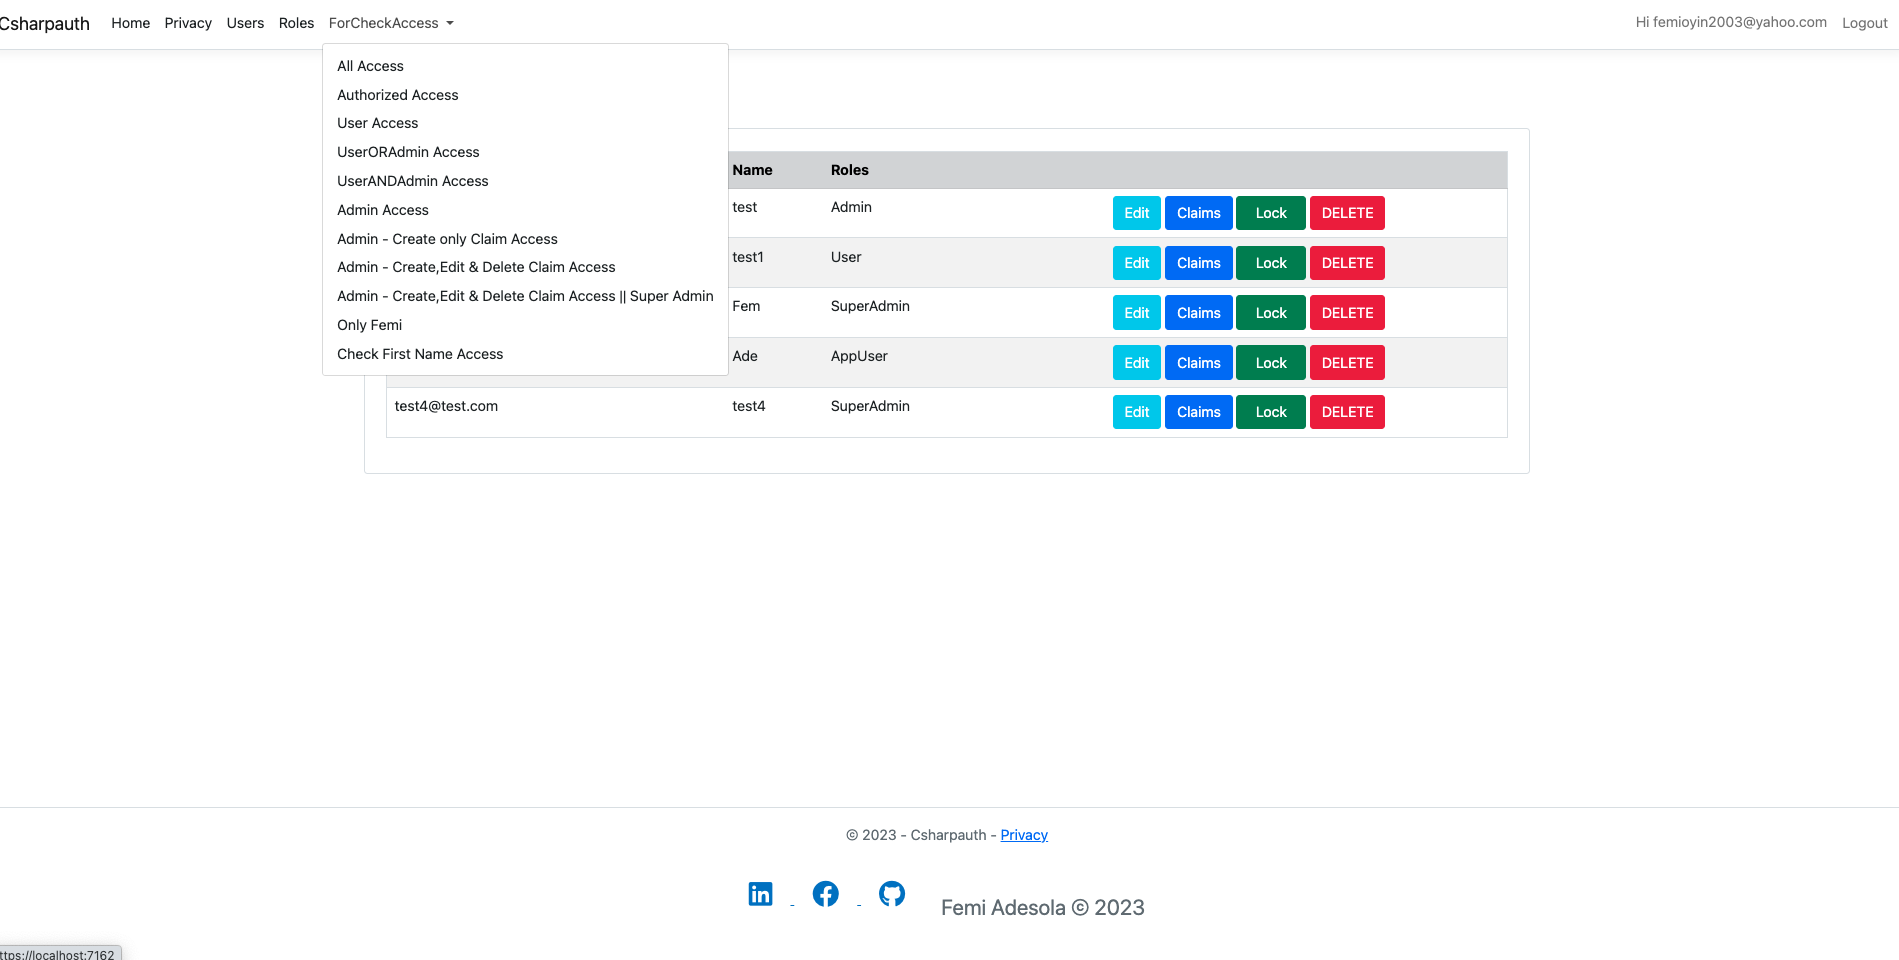 Csharpauth Home Privacy Users Roles ForCheckAccess Hi femioyin2003@yahoo.com Logout
All Access
Authorized Access
User Access
UserORAdmin Access
UserANDAdmin Access
Admin Access
Admin - Create only Claim Access
Admin - Create,Edit & Delete Claim Access
Admin - Create,Edit & Delete Claim Access || Super Admin
Only Femi
Check First Name Access
Name Roles
test Admin Edit Claims Lock DELETE
test1 User Edit Claims Lock DELETE
Fem SuperAdmin Edit Claims Lock DELETE
Ade AppUser Edit Claims Lock DELETE
test4@test.com test4 SuperAdmin Edit Claims Lock DELETE
© 2023 - Csharpauth - Privacy
Femi Adesola © 2023
ttps://localhost:7162